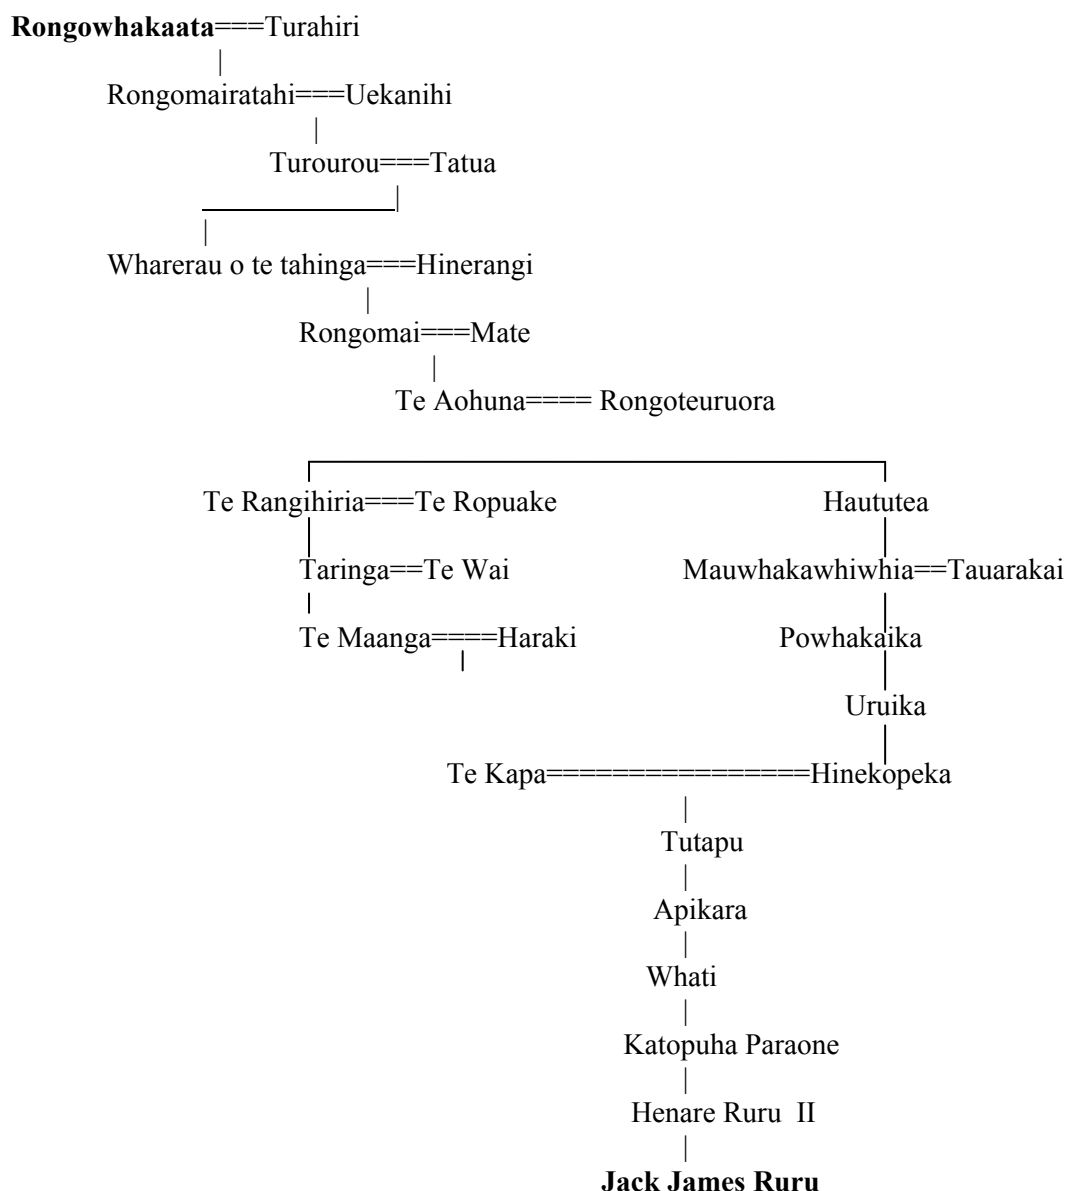 Rongowhakaata===Turahiri
Rongomairatahi===Uekanihi
Turourou===Tatua
Wharerau o te tahinga===Hinerangi
Rongomai===Mate
Te Aohuna==== Rongoteuruora
Te Rangihiria===Te Ropuake Haututea
Taringa==Te Wai Mauwhakawhiwhia==Tauarakai
Te Maanga====Haraki Powhakaika
Uruika
Te Kapa================Hinekopeka
Tutapu
Apikara
Whati
Katopuha Paraone
Henare Ruru II
Jack James Ruru